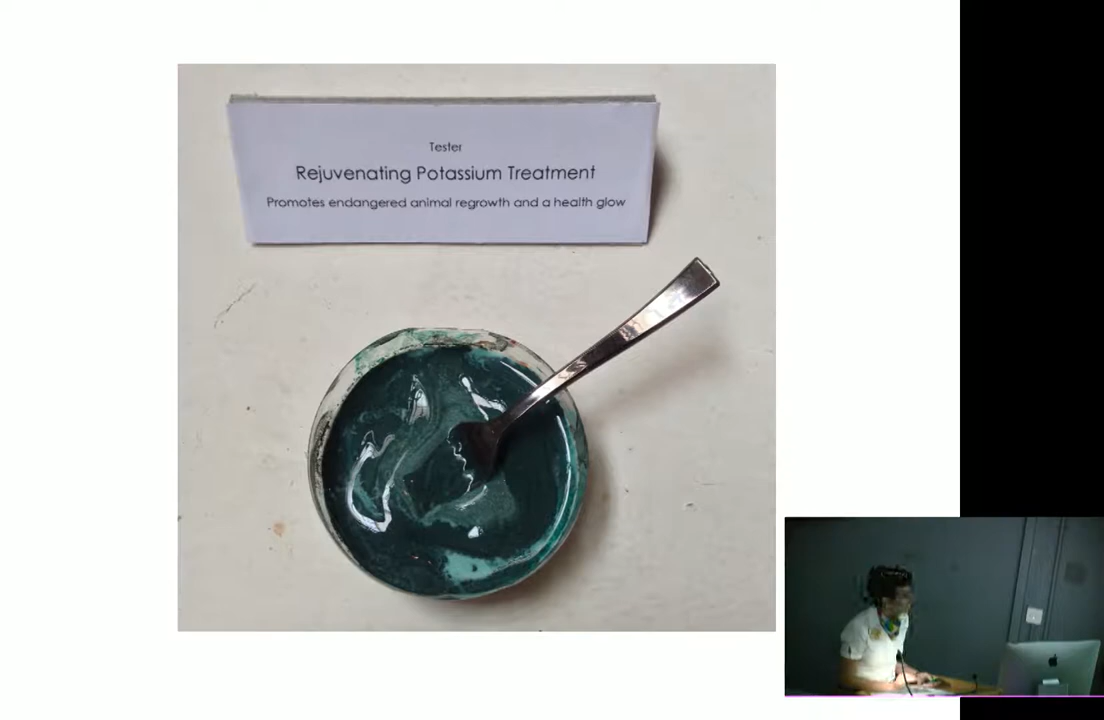 Tester
Rejuvenating Potassium Treatment
Promotes endangered animal regrowth and a health glow